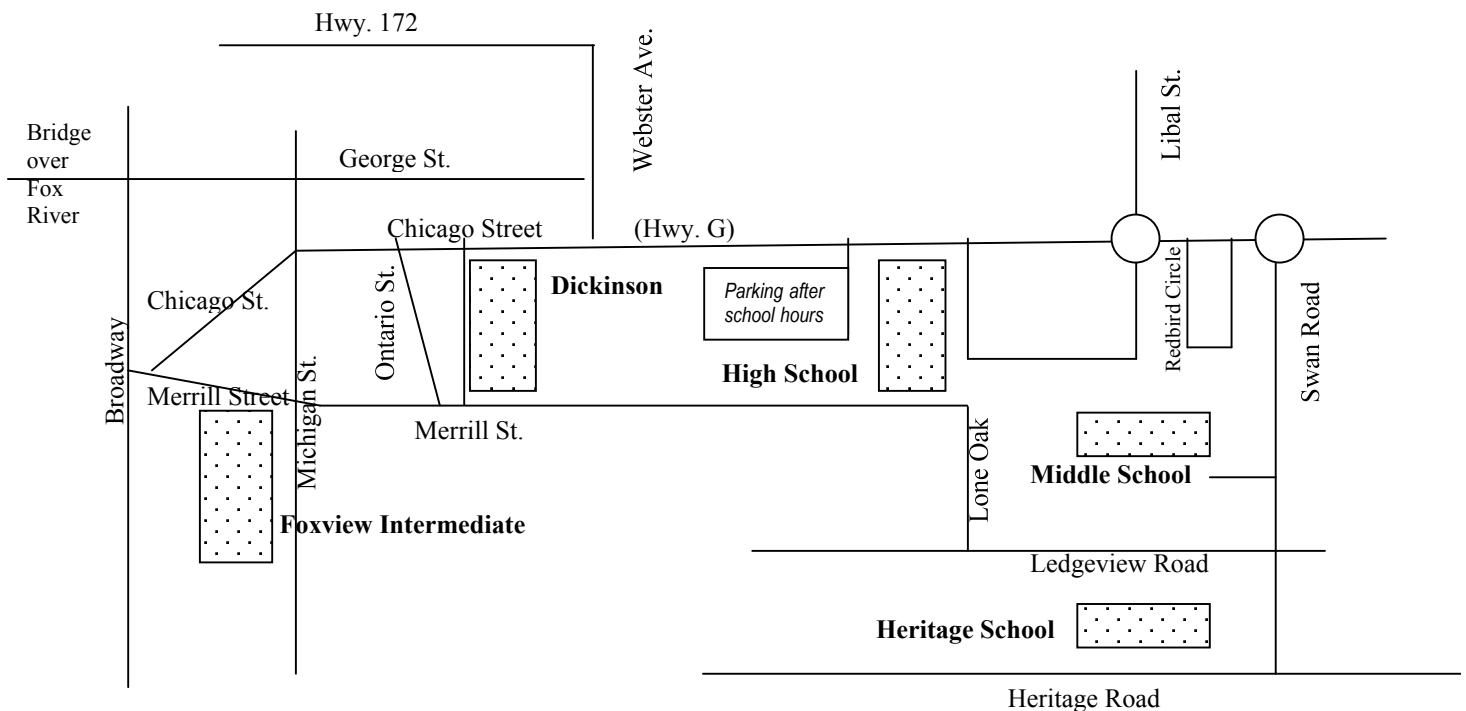 Hwy. 172
Webster Ave.
Libal St.
Bridge
over
Fox
River
George St.
Chicago Street
(Hwy. G)
Chicago St.
Ontario St.
Dickinson
Parking after
school hours
Redbird Circle
Swan Road
Broadway
Merrill Street
Michigan St.
High School
Merrill St.
Lone Oak
Middle School
Foxview Intermediate
Ledgeview Road
Heritage School
Heritage Road